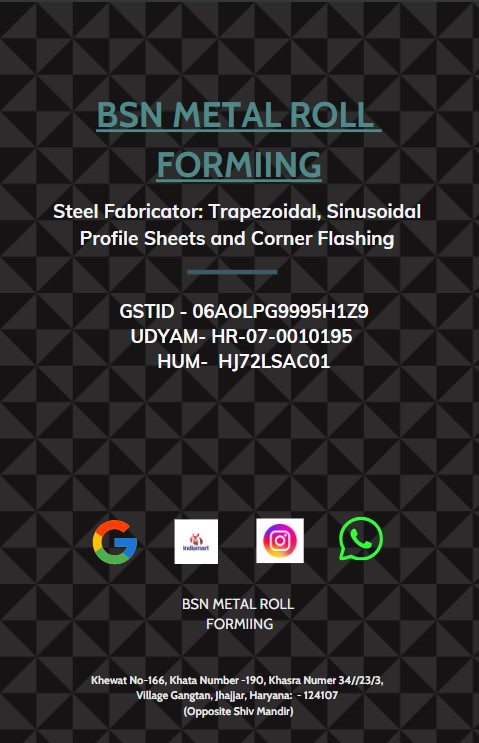 BSN METAL ROLL
FORMIING
Steel Fabricator: Trapezoidal, Sinusoidal
Profile Sheets and Corner Flashing
GSTID - 06AOLPG9995H1Z9
UDYAM- HR-07-0010195
HUM- HJ72LSAC01
indiamart
BSN METAL ROLL
FORMIING
Khewat No-166, Khata Number -190, Khasra Numer 34//23/3,
Village Gangtan, Jhajjar, Haryana: - 124107
(Opposite Shiv Mandir)